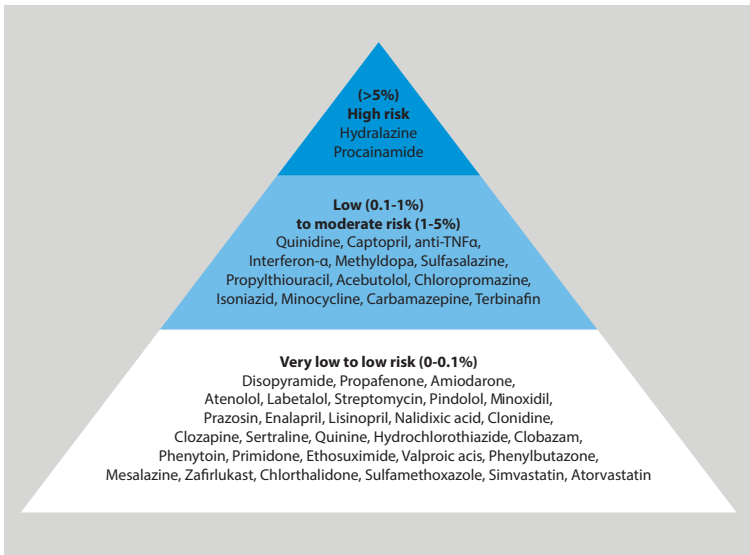 (>5%)
High risk
Hydralazine
Procainamide
Low (0.1-1%)
to moderate risk (1-5%)
Quinidine, Captopril, anti-TNFα,
Interferon-α, Methyldopa, Sulfasalazine,
Propylthiouracil, Acebutolol, Chloropromazine,
Isoniazid, Minocycline, Carbamazepine, Terbinafin
Very low to low risk (0-0.1%)
Disopyramide, Propafenone, Amiodarone,
Atenolol, Labetalol, Streptomycin, Pindolol, Minoxidil,
Prazosin, Enalapril, Lisinopril, Nalidixic acid, Clonidine,
Clozapine, Sertraline, Quinine, Hydrochlorothiazide, Clobazam,
Phenytoin, Primidone, Ethosuximide, Valproic acis, Phenylbutazone,
Mesalazine, Zafirlukast, Chlorthalidone, Sulfamethoxazole, Simvastatin, Atorvastatin